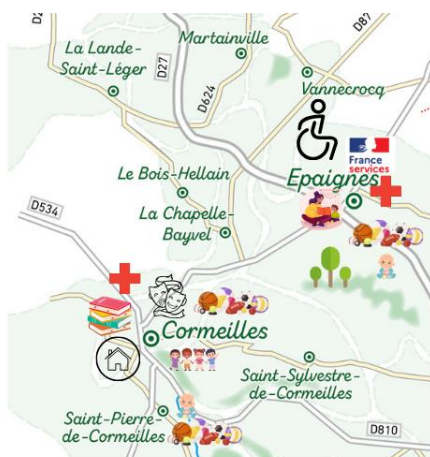 D8
La Lande-
Saint-Léger
Martainville
D27
D624
Vannecrocq
France
services
Epaignes
Le Bois-Hellain
D534
La Chapelle-
Bayvel
Cormeilles
Saint-Sylvestre-
de-Cormeilles
Saint-Pierre-
de-Cormeilles
D810